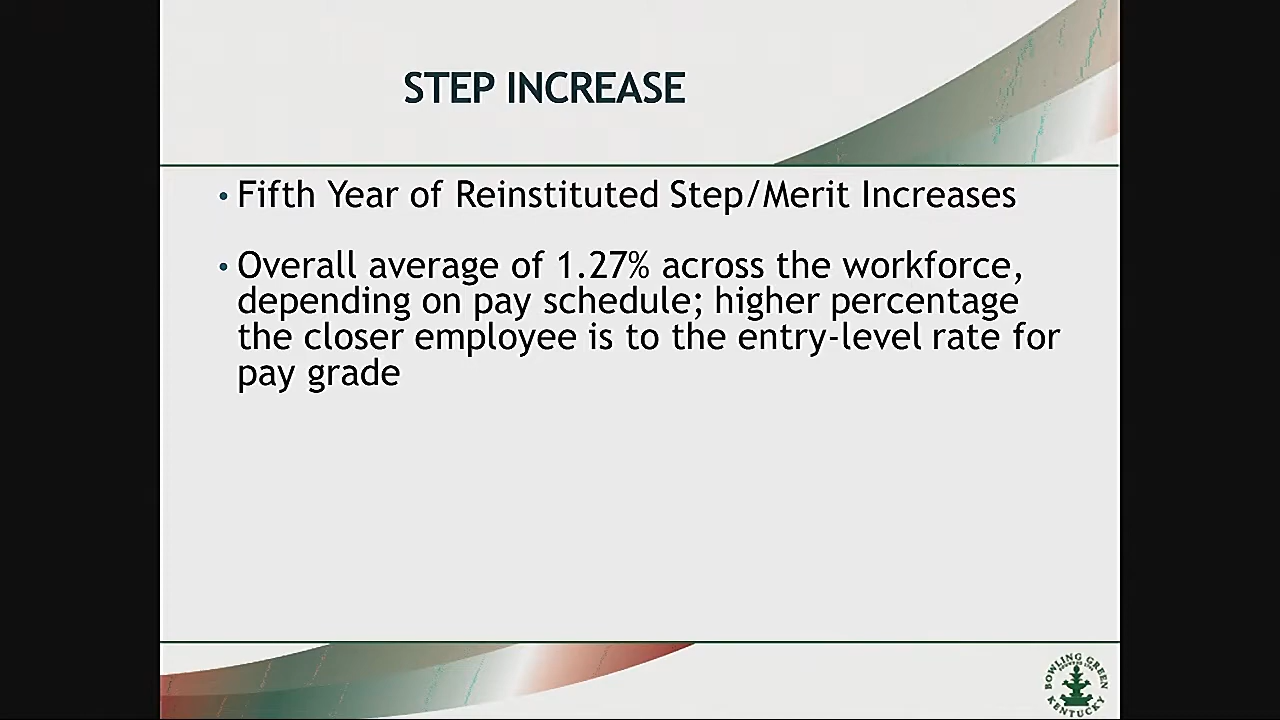 STEP INCREASE
• Fifth Year of Reinstituted Step/Merit Increases
• Overall average of 1.27% across the workforce,
depending on pay schedule; higher percentage
the closer employee is to the entry-level rate for
pay grade
BOWLING GREEN
KENTUCKY